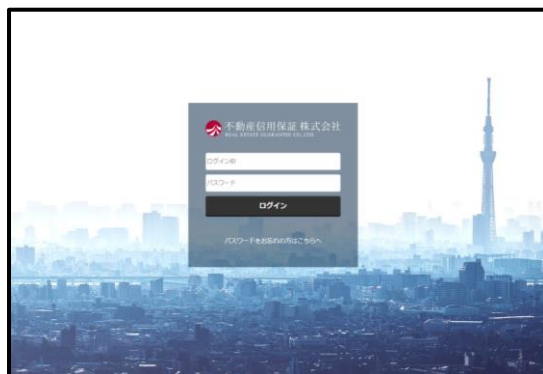 不動産信用保証 株式会社
REAL ESTATE GUARANTEE CO.,LTD.
ログインID
パスワード
ログイン
パスワードをお忘れの方はこちらへ